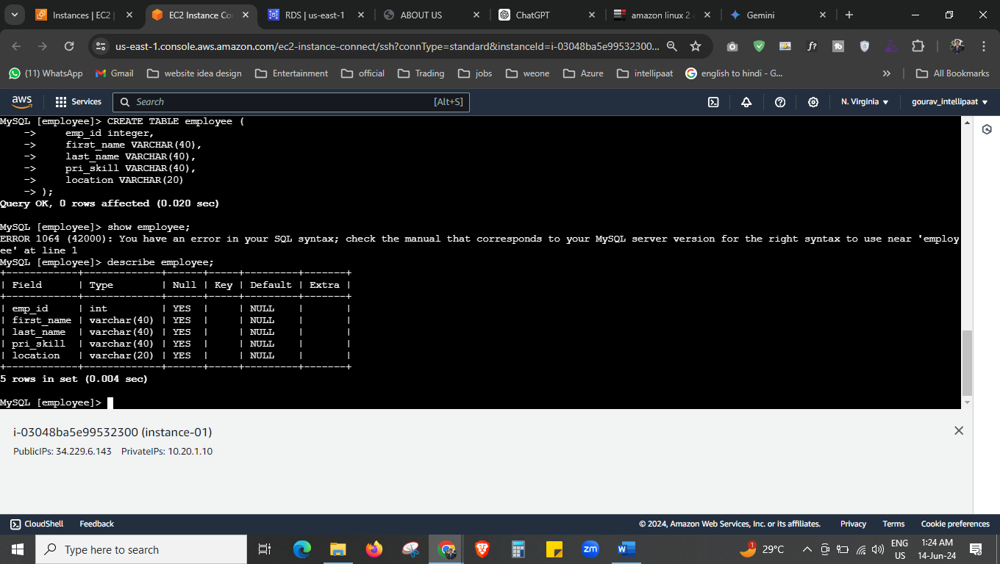 Instances | EC2 |
EC2 Instance Co
RDS | us-east-1
ABOUT US
ChatGPT
amazon linux 2 a
Gemini
us-east-1.console.aws.amazon.com/ec2-instance-connect/ssh?connType=standard&instanceId=i-03048ba5e99532300...
(11) WhatsApp
Gmail
website idea design
Entertainment
official
Trading
jobs
weone
Azure
intellipaat
english to hindi - G...
»
All Bookmarks
aws
Services
Search
[Alt+S]
N. Virginia
gourav_intellipaat
MySQL [employee]> CREATE TABLE employee (
    ->     emp_id integer,
    ->     first_name VARCHAR(40),
    ->     last_name VARCHAR(40),
    ->     pri_skill VARCHAR(40),
    ->     location VARCHAR(20)
    -> );
Query OK, 0 rows affected (0.020 sec)
MySQL [employee]> show employee;
ERROR 1064 (42000): You have an error in your SQL syntax; check the manual that corresponds to your MySQL server version for the right syntax to use near 'employ
ee' at line 1
MySQL [employee]> describe employee;
+------------+-------------+------+-----+---------+-------+
| Field      | Type        | Null | Key | Default | Extra |
+------------+-------------+------+-----+---------+-------+
| emp_id     | int         | YES  |     | NULL    |       |
| first_name | varchar(40) | YES  |     | NULL    |       |
| last_name  | varchar(40) | YES  |     | NULL    |       |
| pri_skill  | varchar(40) | YES  |     | NULL    |       |
| location   | varchar(20) | YES  |     | NULL    |       |
+------------+-------------+------+-----+---------+-------+
5 rows in set (0.004 sec)
MySQL [employee]>
i-03048ba5e99532300 (instance-01)
PublicIPs: 34.229.6.143 PrivateIPs: 10.20.1.10
CloudShell
Feedback
© 2024, Amazon Web Services, Inc. or its affiliates.
Privacy
Terms
Cookie preferences
Type here to search
zm
1
29°C
ENG
US
1:24 AM
14-Jun-24